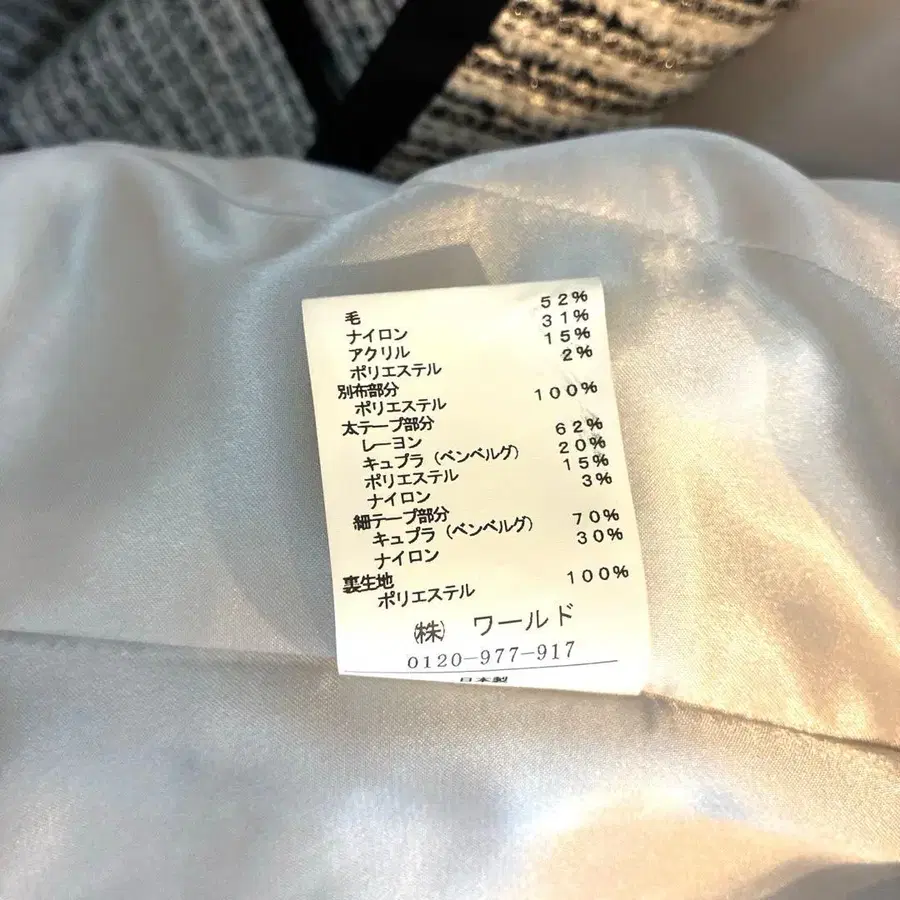 毛 52%
ナイロン 31%
アクリル 15%
ポリエステル 2%
別布部分
ポリエステル 100%
太テープ部分
レーヨン 62%
キュプラ(ベンベルグ) 20%
ポリエステル 15%
ナイロン 3%
細テープ部分
キュプラ(ベンベルグ) 70%
ナイロン 30%
裏生地
ポリエステル 100%
㈱ ワールド
0120-977-917
日本製